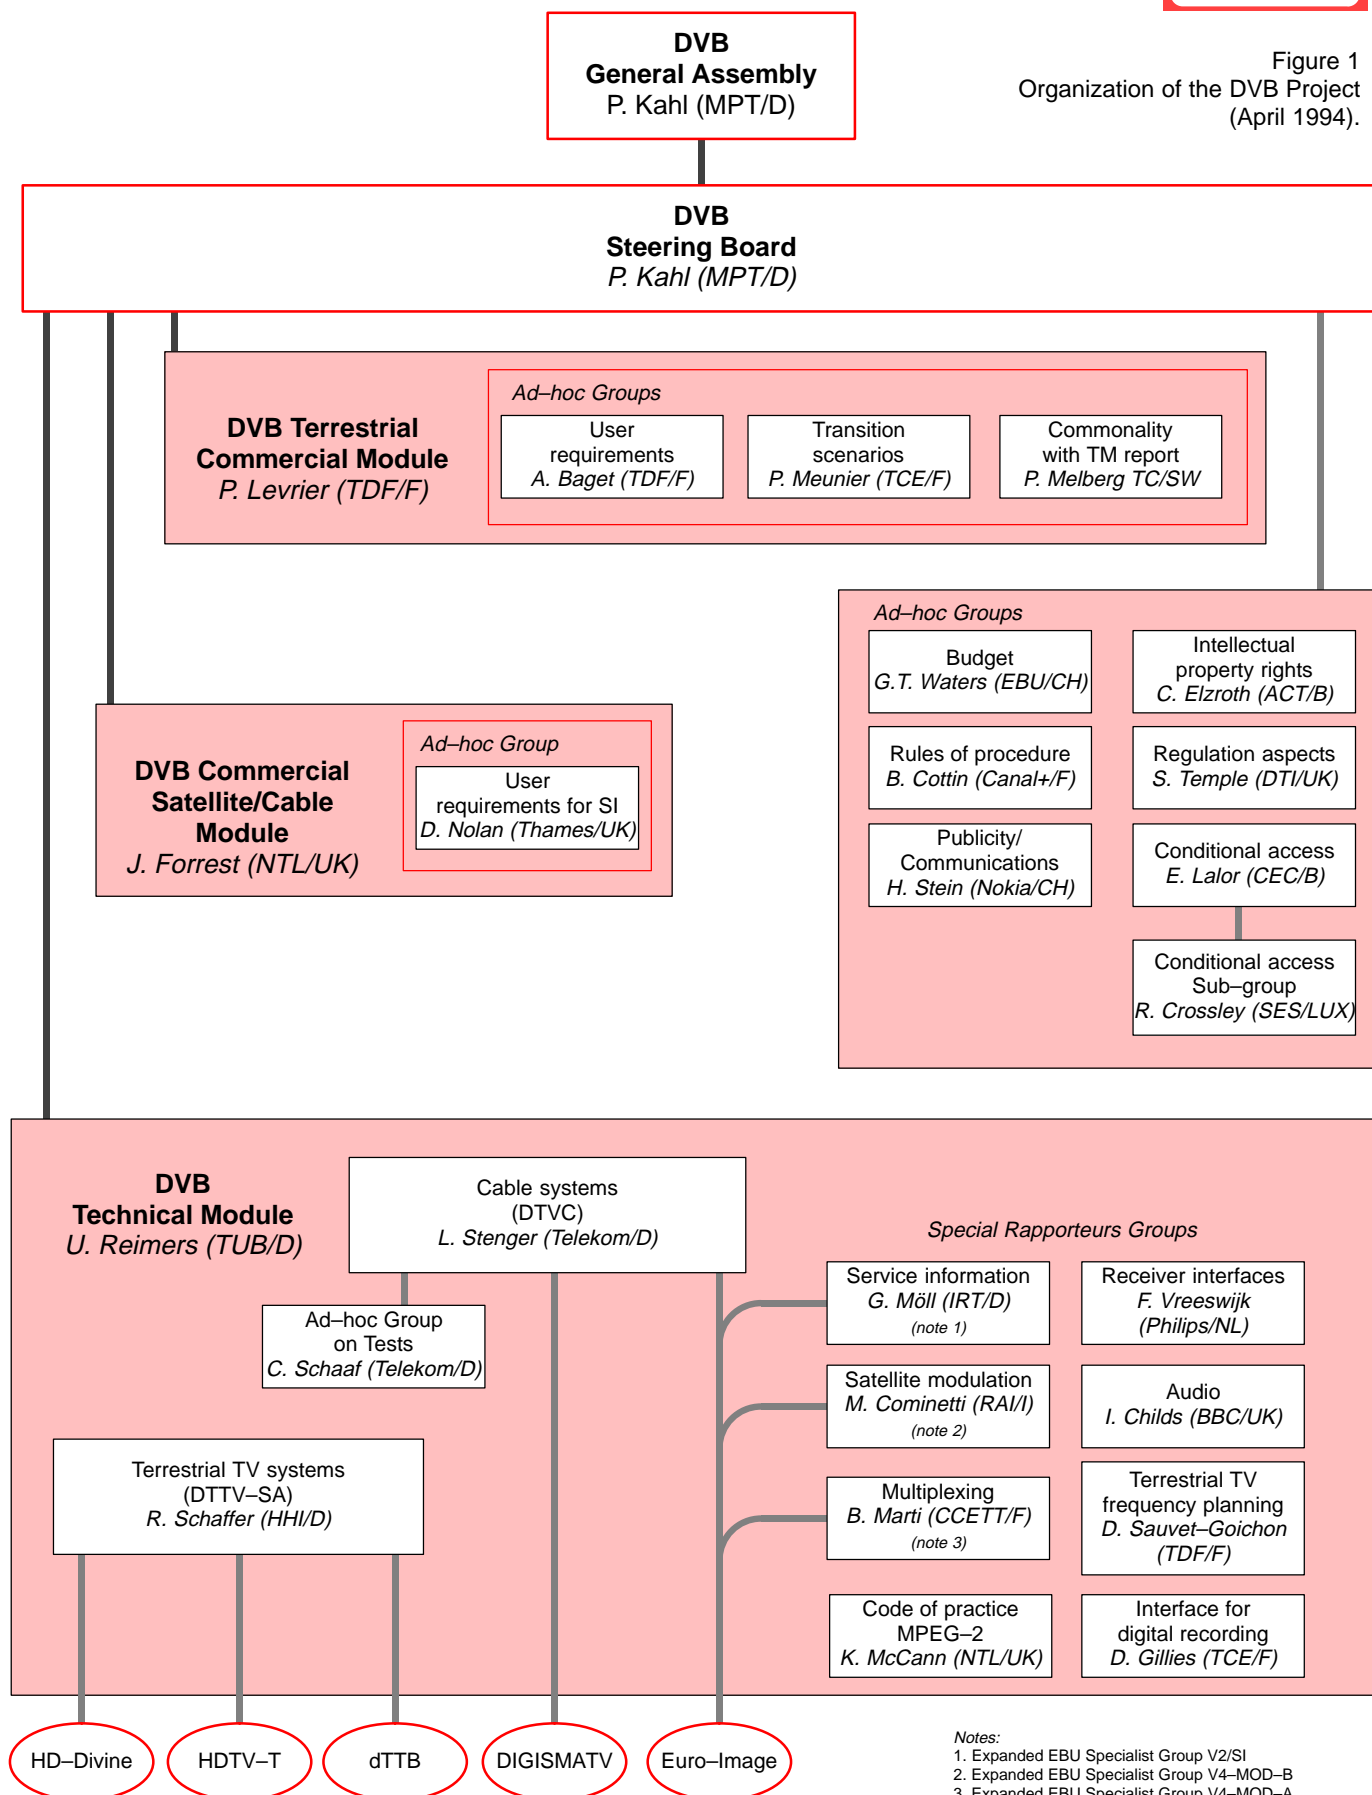 DVB
General Assembly
P. Kahl (MPT/D)
Figure 1
Organization of the DVB Project
(April 1994).
DVB
Steering Board
P. Kahl (MPT/D)
DVB Terrestrial
Commercial Module
P. Levrier (TDF/F)
Ad–hoc Groups
User
requirements
A. Baget (TDF/F)
Transition
scenarios
P. Meunier (TCE/F)
Commonality
with TM report
P. Melberg TC/SW
Ad–hoc Groups
Budget
G.T. Waters (EBU/CH)
Intellectual
property rights
C. Elzroth (ACT/B)
Rules of procedure
B. Cottin (Canal+/F)
Regulation aspects
S. Temple (DTI/UK)
Publicity/
Communications
H. Stein (Nokia/CH)
Conditional access
E. Lalor (CEC/B)
Conditional access
Sub–group
R. Crossley (SES/LUX)
DVB Commercial
Satellite/Cable
Module
J. Forrest (NTL/UK)
Ad–hoc Group
User
requirements for SI
D. Nolan (Thames/UK)
DVB
Technical Module
U. Reimers (TUB/D)
Cable systems
(DTVC)
L. Stenger (Telekom/D)
Ad–hoc Group
on Tests
C. Schaaf (Telekom/D)
Terrestrial TV systems
(DTTV–SA)
R. Schaffer (HHI/D)
Special Rapporteurs Groups
Service information
G. Möll (IRT/D)
(note 1)
Receiver interfaces
F. Vreeswijk
(Philips/NL)
Satellite modulation
M. Cominetti (RAI/I)
(note 2)
Audio
I. Childs (BBC/UK)
Multiplexing
B. Marti (CCETT/F)
(note 3)
Terrestrial TV
frequency planning
D. Sauvet–Goichon
(TDF/F)
Code of practice
MPEG–2
K. McCann (NTL/UK)
Interface for
digital recording
D. Gillies (TCE/F)
HD–Divine
HDTV–T
dTTB
DIGISMATV
Euro–Image
Notes:
1. Expanded EBU Specialist Group V2/SI
2. Expanded EBU Specialist Group V4–MOD–B
3. Expanded EBU Specialist Group V4–MOD–A